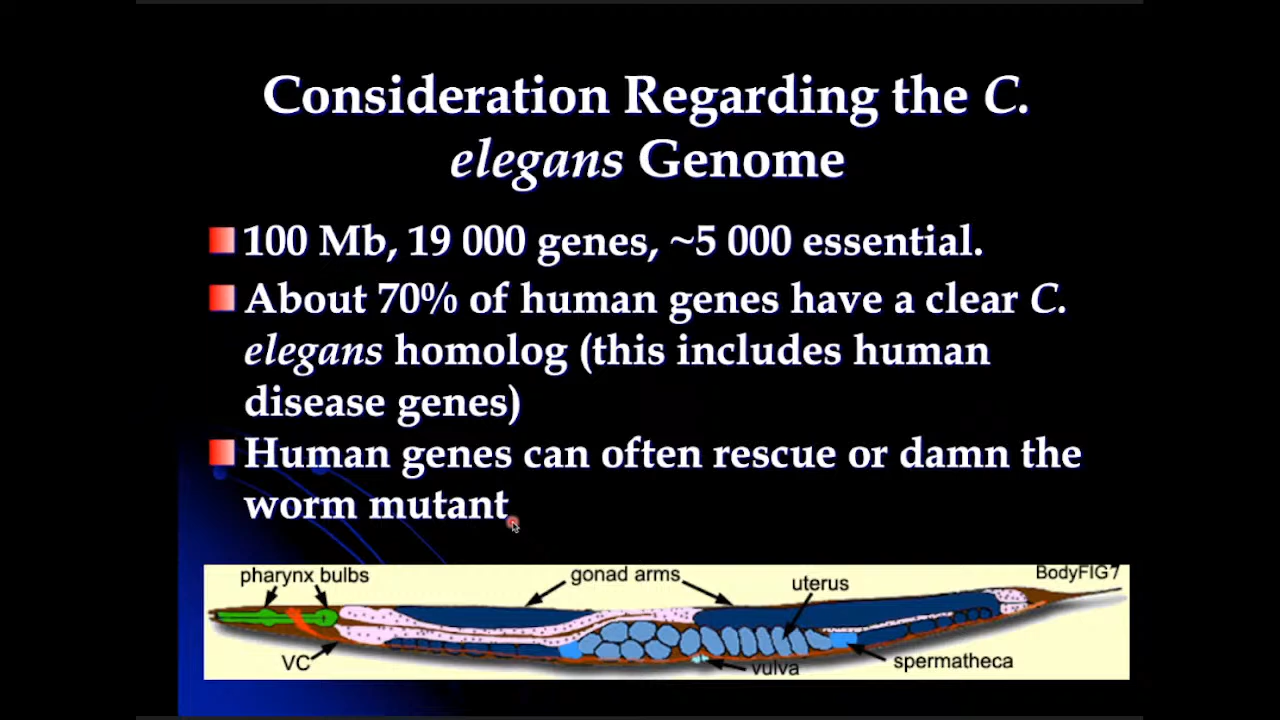 Consideration Regarding the C.
elegans Genome
100 Mb, 19 000 genes, ~5 000 essential.
About 70% of human genes have a clear C.
elegans homolog (this includes human
disease genes)
Human genes can often rescue or damn the
worm mutant
pharynx bulbs
gonad arms
uterus
BodyFIG7
VC
vulva
spermatheca